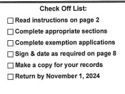 Check Off List:
Read instructions on page 2
Complete appropriate sections
Complete exemption applications
Sign & date as required on page 8
Make a copy for your records
Return by November 1, 2024